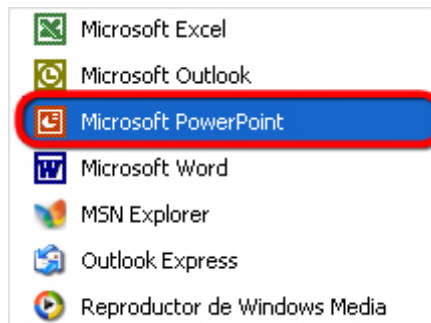 Microsoft Excel
Microsoft Outlook
Microsoft PowerPoint
Microsoft Word
MSN Explorer
Outlook Express
Reproductor de Windows Media